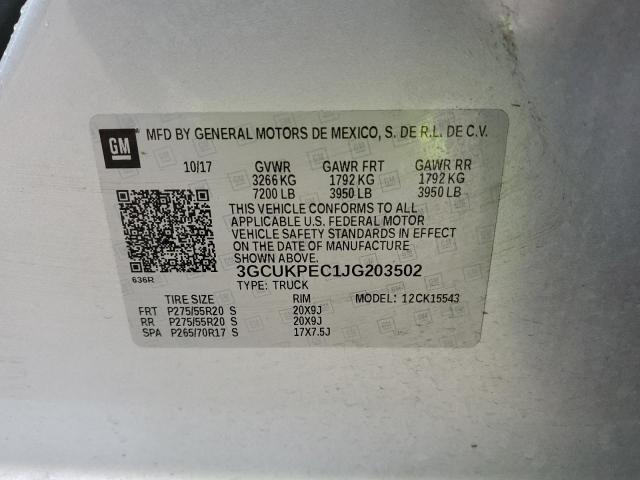 GM MFD BY GENERAL MOTORS DE MEXICO, S. DE R.L. DE C.V.
10/17 GVWR GAWR FRT GAWR RR
3266 KG 1792 KG 1792 KG
7200 LB 3950 LB 3950 LB
THIS VEHICLE CONFORMS TO ALL
APPLICABLE U.S. FEDERAL MOTOR
VEHICLE SAFETY STANDARDS IN EFFECT
ON THE DATE OF MANUFACTURE
SHOWN ABOVE.
3GCUKPEC1JG203502
636R TYPE: TRUCK
TIRE SIZE RIM MODEL: 12CK15543
FRT P275/55R20 S 20X9J
RR P275/55R20 S 20X9J
SPA P265/70R17 S 17X7.5J